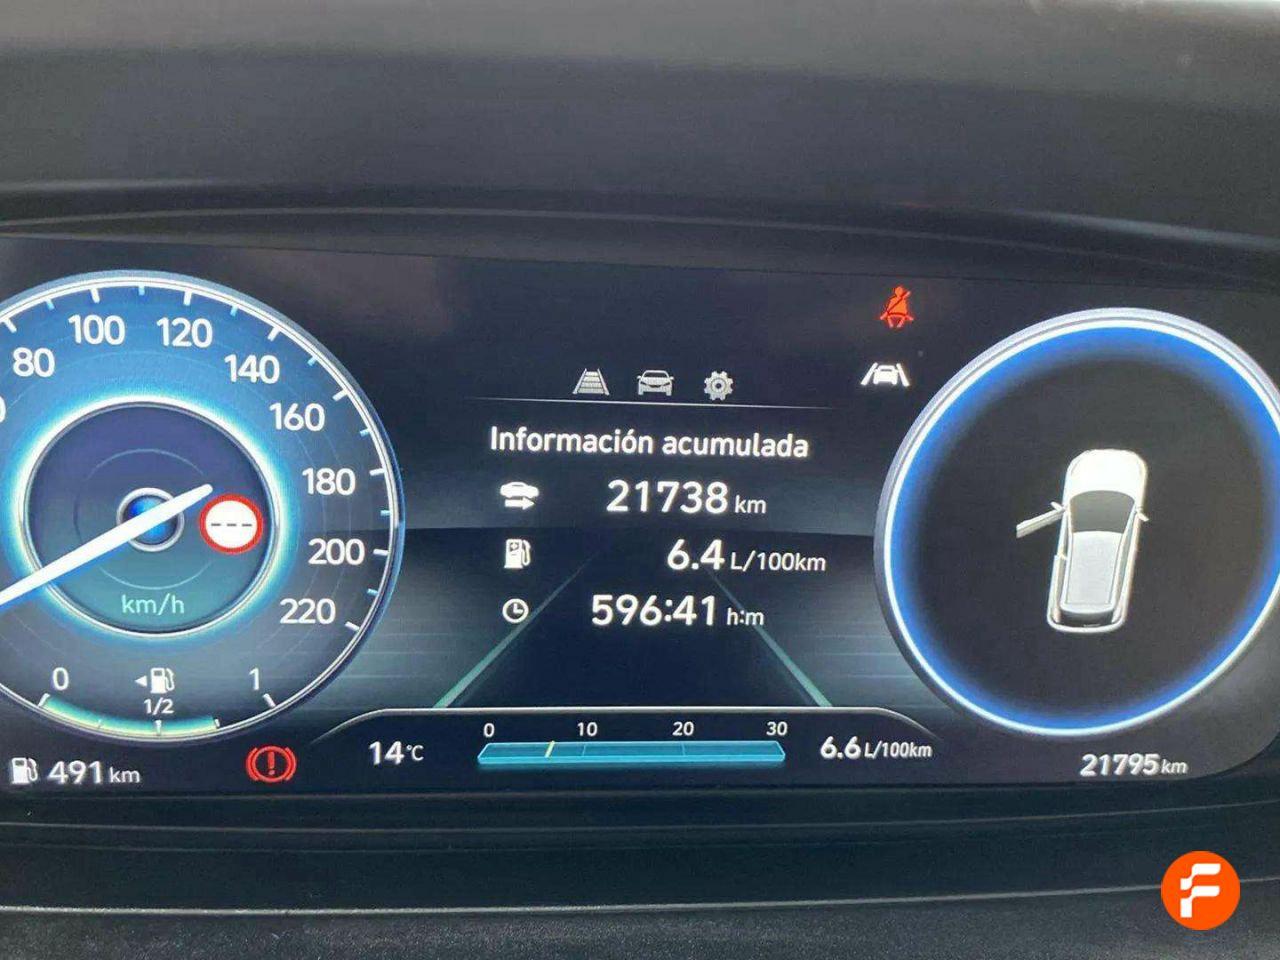 80
100
120
140
160
180
200
220
km/h
---
0
1/2
1
491 km
Información acumulada
21738 km
6.4 L/100km
596:41 h:m
0 10 20 30
14°C
6.6 L/100km
21795 km